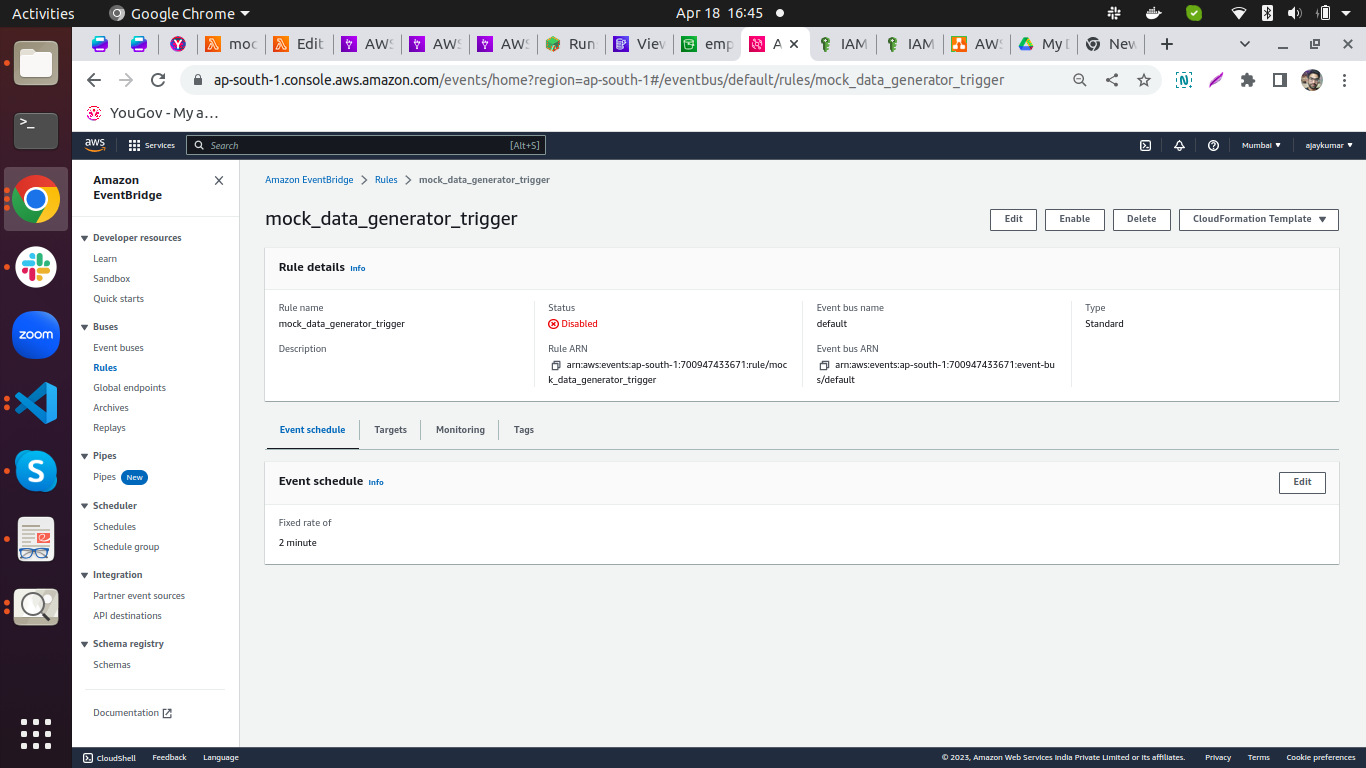 Activities
Google Chrome
Apr 18 16:45
moc
Edit
AWS
AWS
AWS
Run
View
emp
A
IAM
IAM
AWS
My D
New
ap-south-1.console.aws.amazon.com/events/home?region=ap-south-1#/eventbus/default/rules/mock_data_generator_trigger
YouGov - My a…
aws
Services
Search
[Alt+S]
Mumbai
ajaykumar
Amazon
EventBridge
Developer resources
Learn
Sandbox
Quick starts
Buses
Event buses
Rules
Global endpoints
Archives
Replays
Pipes
Pipes New
Scheduler
Schedules
Schedule group
Integration
Partner event sources
API destinations
Schema registry
Schemas
Documentation
Amazon EventBridge
Rules
mock_data_generator_trigger
mock_data_generator_trigger
Edit
Enable
Delete
CloudFormation Template
Rule details Info
Rule name
mock_data_generator_trigger
Description
Status
Disabled
Rule ARN
arn:aws:events:ap-south-1:700947433671:rule/moc
k_data_generator_trigger
Event bus name
default
Event bus ARN
arn:aws:events:ap-south-1:700947433671:event-bu
s/default
Type
Standard
Event schedule
Targets
Monitoring
Tags
Event schedule Info
Edit
Fixed rate of
2 minute
zoom
CloudShell
Feedback
Language
© 2023, Amazon Web Services India Private Limited or its affiliates.
Privacy
Terms
Cookie preferences